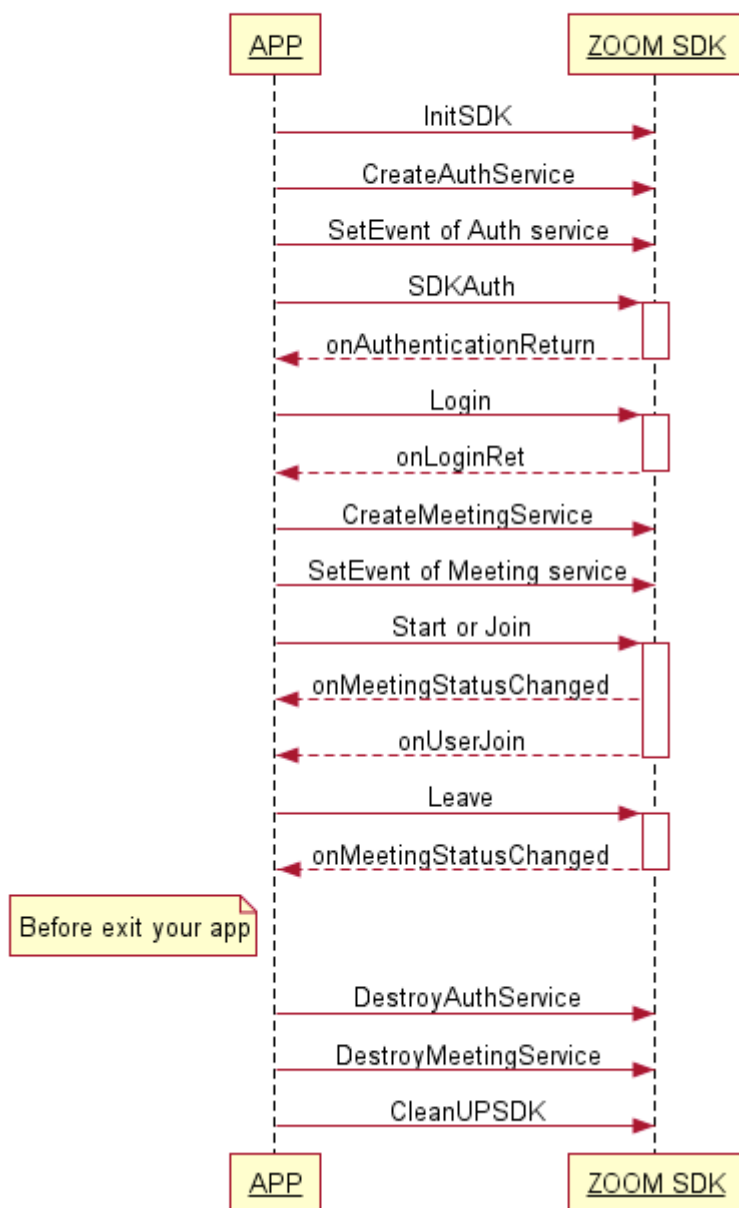 APP
ZOOM SDK
InitSDK
CreateAuthService
SetEvent of Auth service
SDKAuth
onAuthenticationReturn
Login
onLoginRet
CreateMeetingService
SetEvent of Meeting service
Start or Join
onMeetingStatusChanged
onUserJoin
Leave
onMeetingStatusChanged
Before exit your app
DestroyAuthService
DestroyMeetingService
CleanUPSDK
APP
ZOOM SDK